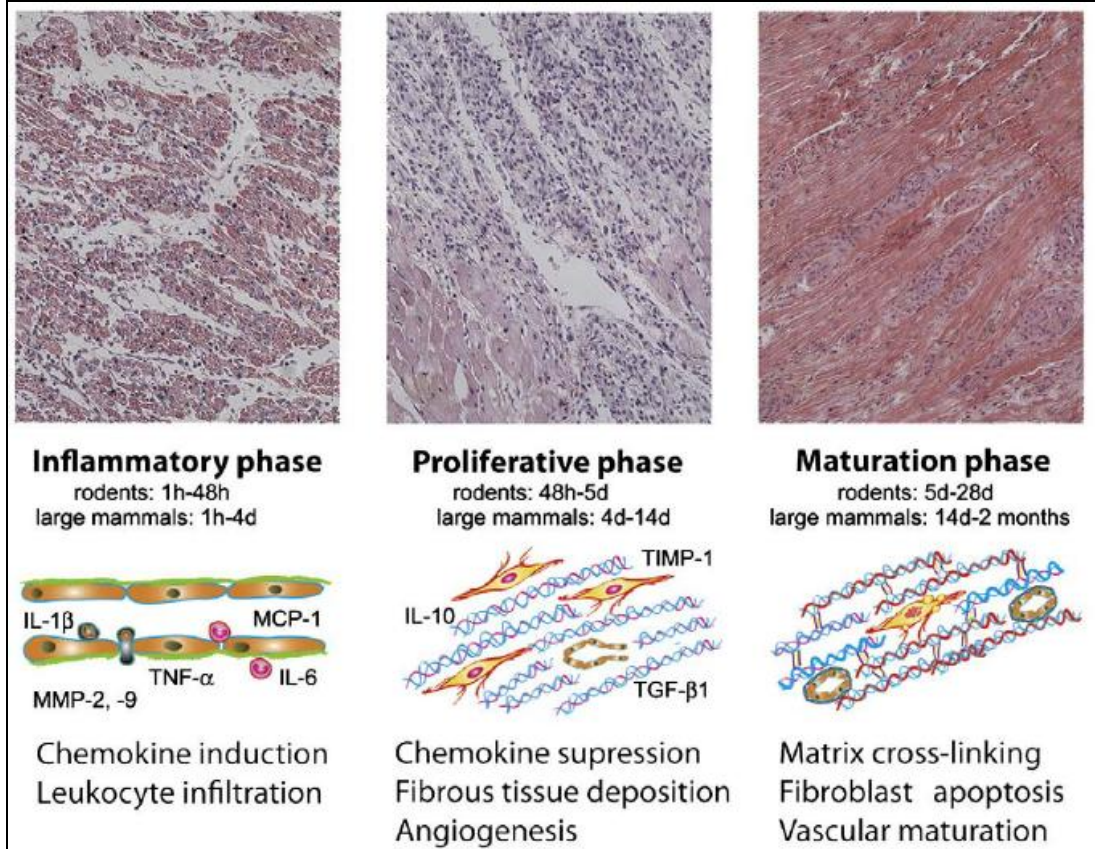 Inflammatory phase
rodents: 1h-48h
large mammals: 1h-4d
IL-1β
MCP-1
TNF-α
IL-6
MMP-2, -9
Chemokine induction
Leukocyte infiltration
Proliferative phase
rodents: 48h-5d
large mammals: 4d-14d
TIMP-1
IL-10
TGF-β1
Chemokine supression
Fibrous tissue deposition
Angiogenesis
Maturation phase
rodents: 5d-28d
large mammals: 14d-2 months
Matrix cross-linking
Fibroblast apoptosis
Vascular maturation